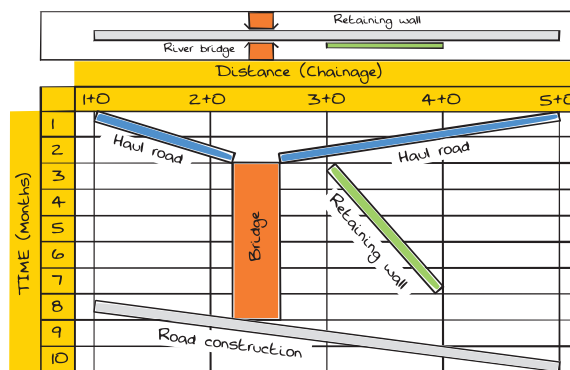 Retaining wall
River bridge
Distance (Chainage)
1+0 2+0 3+0 4+0 5+0
TIME (Months)
1
2
3
4
5
6
7
8
9
10
Haul road
Haul road
Bridge
Retaining wall
Road construction